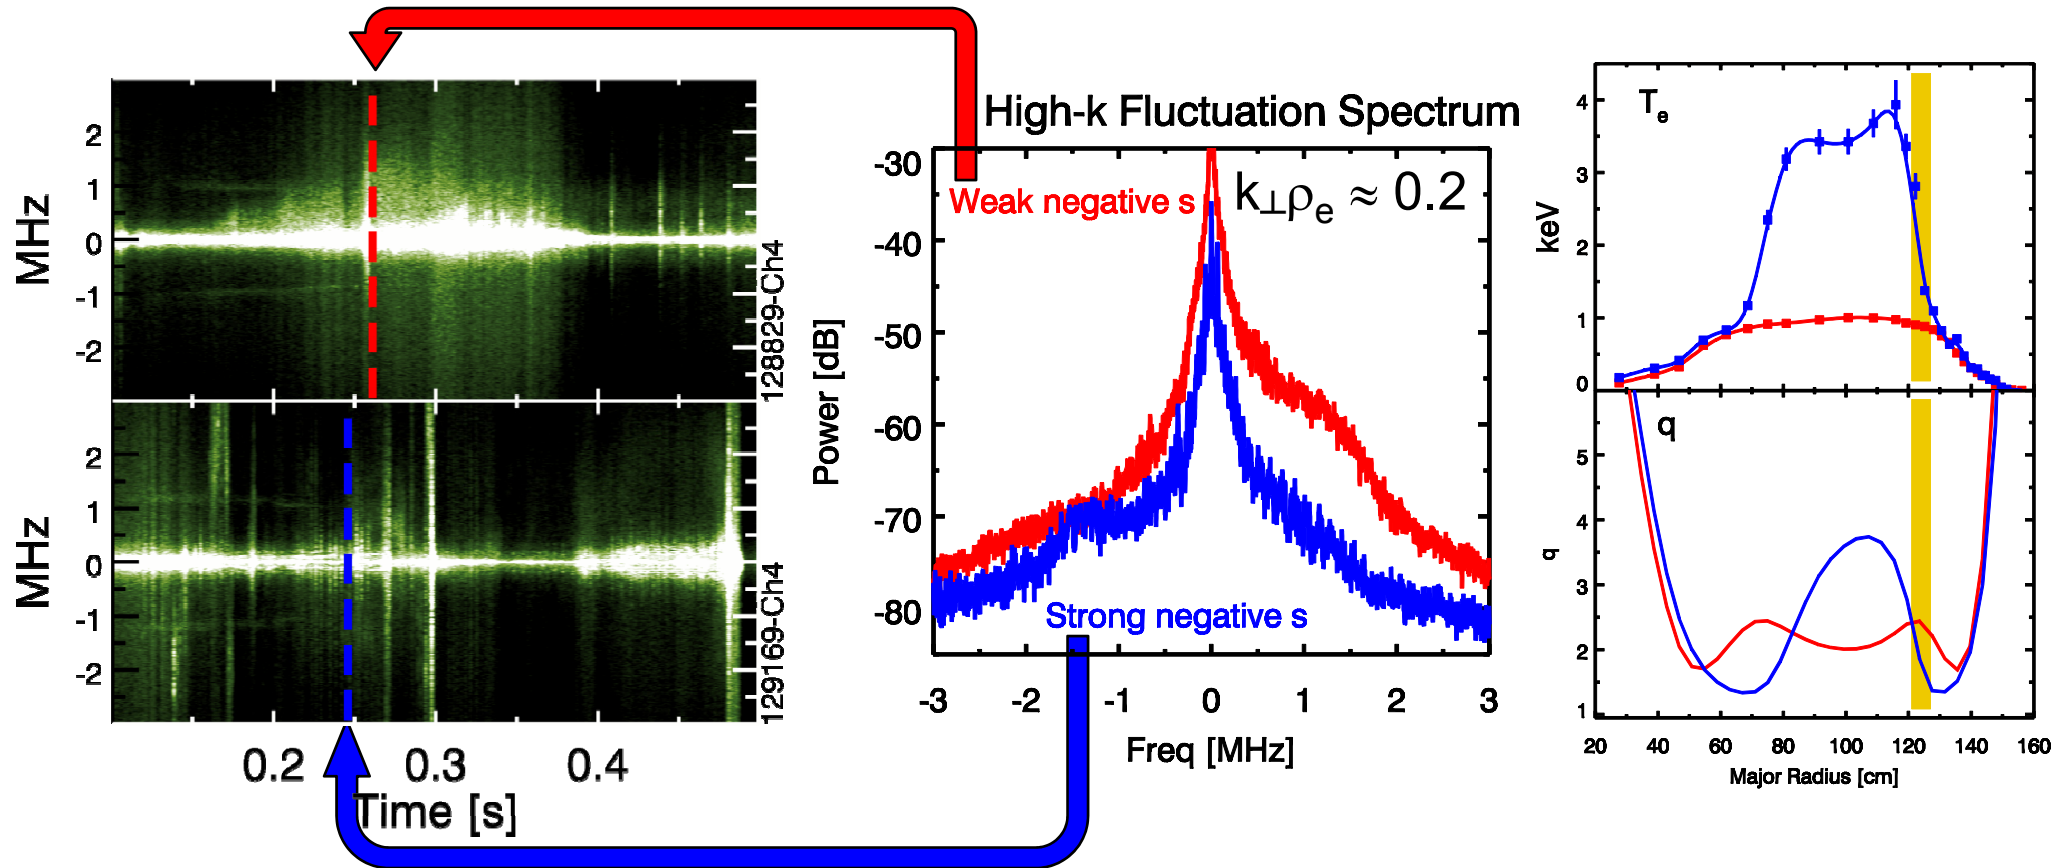 MHz
2
1
0
-1
-2
128829-Ch4
MHz
2
1
0
-1
-2
129169-Ch4
0.2
0.3
0.4
Time [s]
High-k Fluctuation Spectrum
Weak negative s
k⊥ρe ≈ 0.2
Strong negative s
Power [dB]
-30
-40
-50
-60
-70
-80
-3
-2
-1
0
1
2
3
Freq [MHz]
Te
keV
4
3
2
1
0
q
q
5
4
3
2
1
20
40
60
80
100
120
140
160
Major Radius [cm]